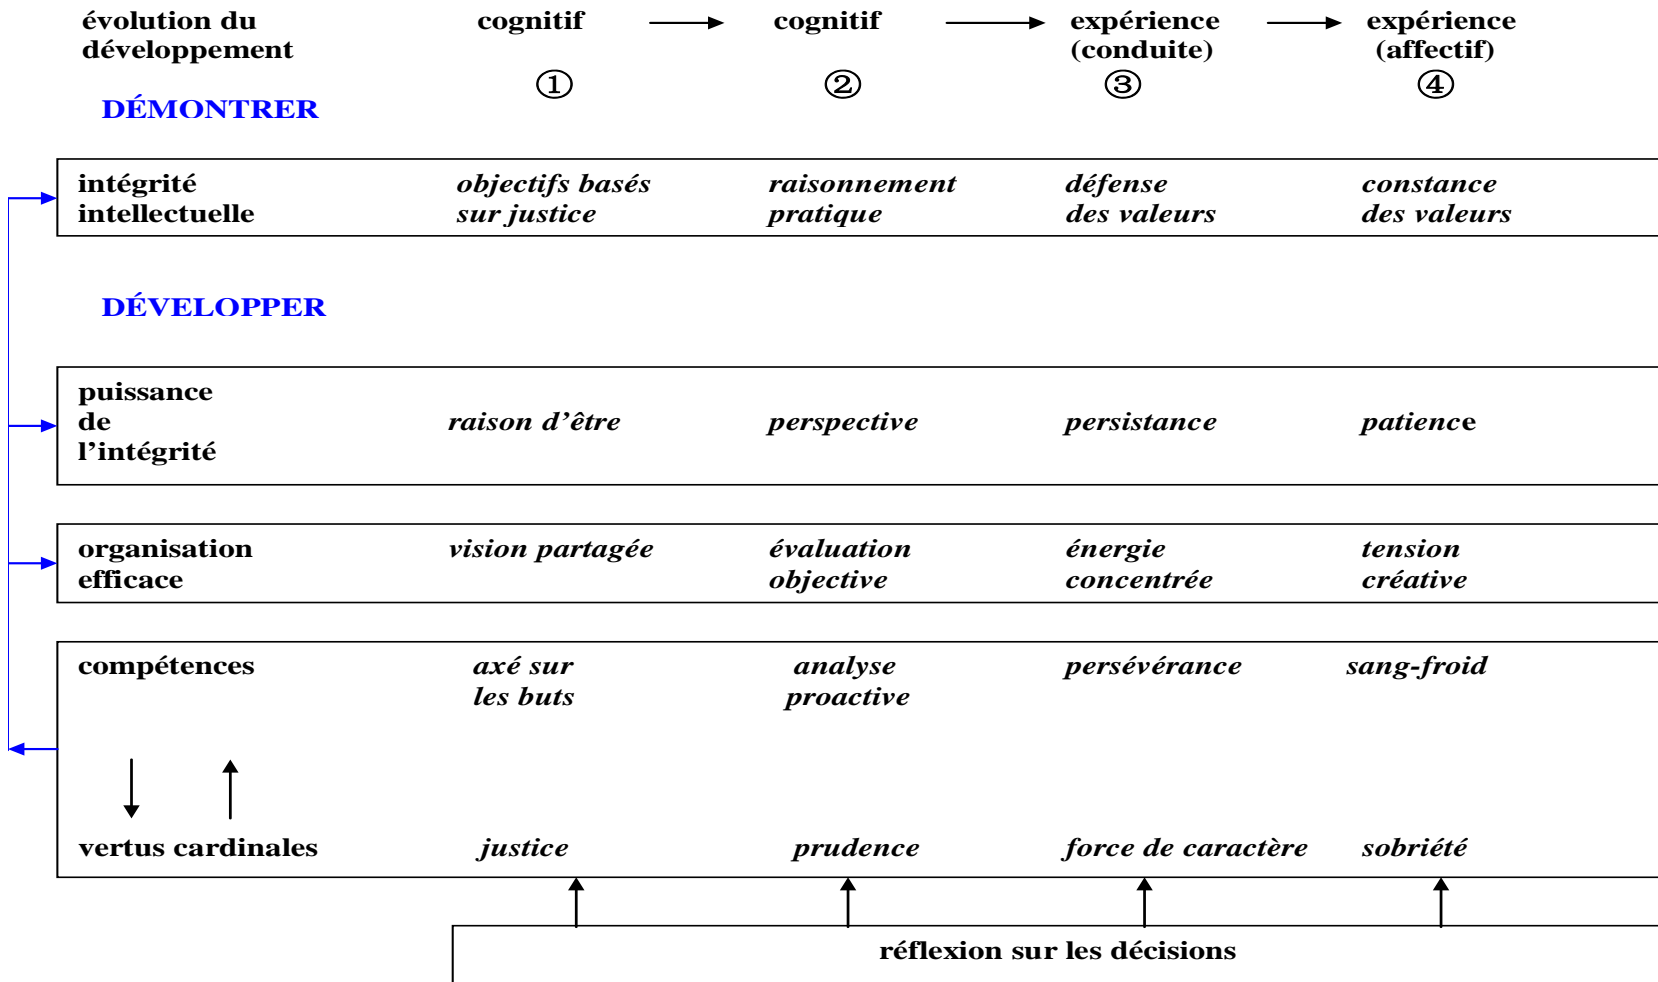 évolution du cognitif cognitif expérience expérience
développement (conduite) (affectif)
① ② ③ ④
DÉMONTRER
intégrité objectifs basés raisonnement défense constance
intellectuelle sur justice pratique des valeurs des valeurs
DÉVELOPPER
puissance
de raison d’être perspective persistance patience
l’intégrité
organisation vision partagée évaluation énergie tension
efficace objective concentrée créative
compétences axé sur analyse persévérance sang-froid
les buts proactive
vertus cardinales justice prudence force de caractère sobriété
réflexion sur les décisions